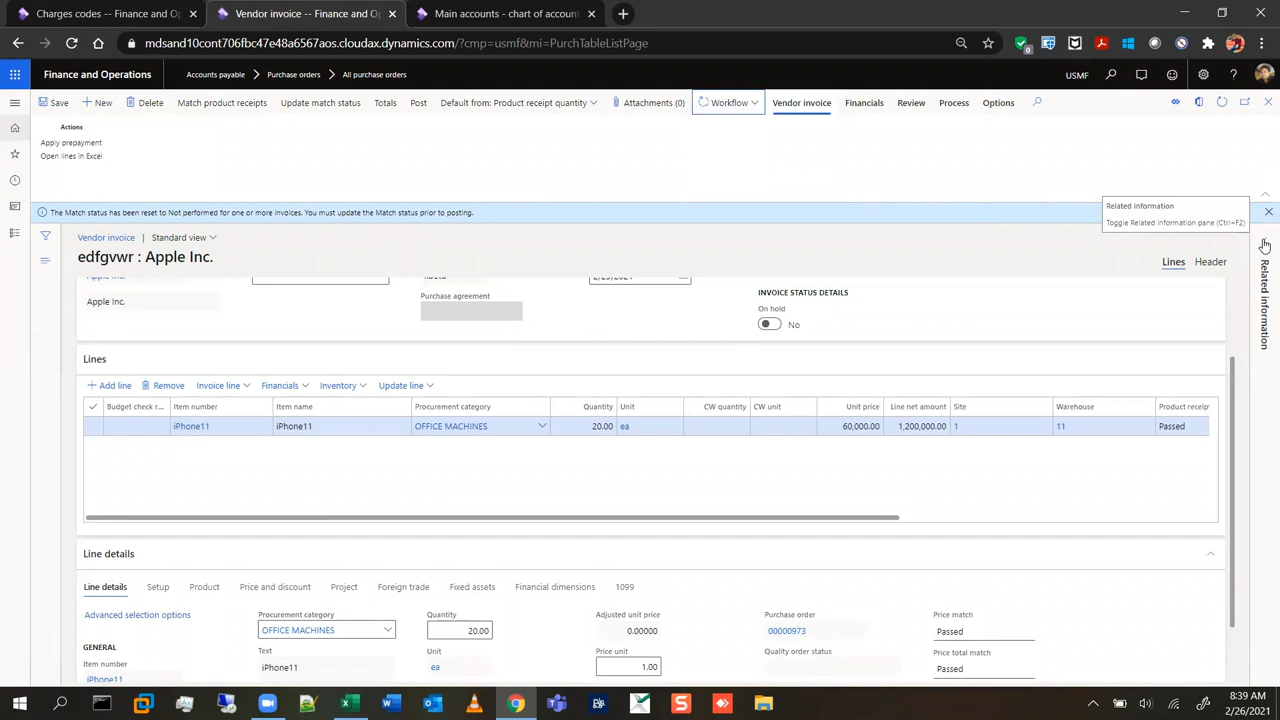 Charges codes -- Finance and Op
Vendor invoice -- Finance and Op
Main accounts - chart of account
mdsand10cont706fbc47e48a6567aos.cloudax.dynamics.com/?cmp=usmf&mi=PurchTableListPage
Finance and Operations
Accounts payable
Purchase orders
All purchase orders
USMF
Save
New
Delete
Match product receipts
Update match status
Totals
Post
Default from: Product receipt quantity
Attachments (0)
Workflow
Vendor invoice
Financials
Review
Process
Options
Actions
Apply prepayment
Open lines in Excel
Related information
Toggle Related information pane (Ctrl+F2)
The Match status has been reset to Not performed for one or more invoices. You must update the Match status prior to posting.
Vendor invoice
Standard view
edfgvwr : Apple Inc.
Lines
Header
Related information
Apple Inc.
Apple Inc.
Purchase agreement
INVOICE STATUS DETAILS
On hold
No
Lines
Add line
Remove
Invoice line
Financials
Inventory
Update line
Budget check r...
Item number
Item name
Procurement category
Quantity
Unit
CW quantity
CW unit
Unit price
Line net amount
Site
Warehouse
Product receip
iPhone11
iPhone11
OFFICE MACHINES
20.00
ea
60,000.00
1,200,000.00
1
11
Passed
Line details
Line details
Setup
Product
Price and discount
Project
Foreign trade
Fixed assets
Financial dimensions
1099
Advanced selection options
Procurement category
Quantity
Adjusted unit price
Purchase order
Price match
OFFICE MACHINES
20.00
0.00000
00000973
Passed
GENERAL
Text
Unit
Price unit
Quality order status
Price total match
Item number
iPhone11
ea
1.00
Passed
iPhone11
8:39 AM
2/26/2021